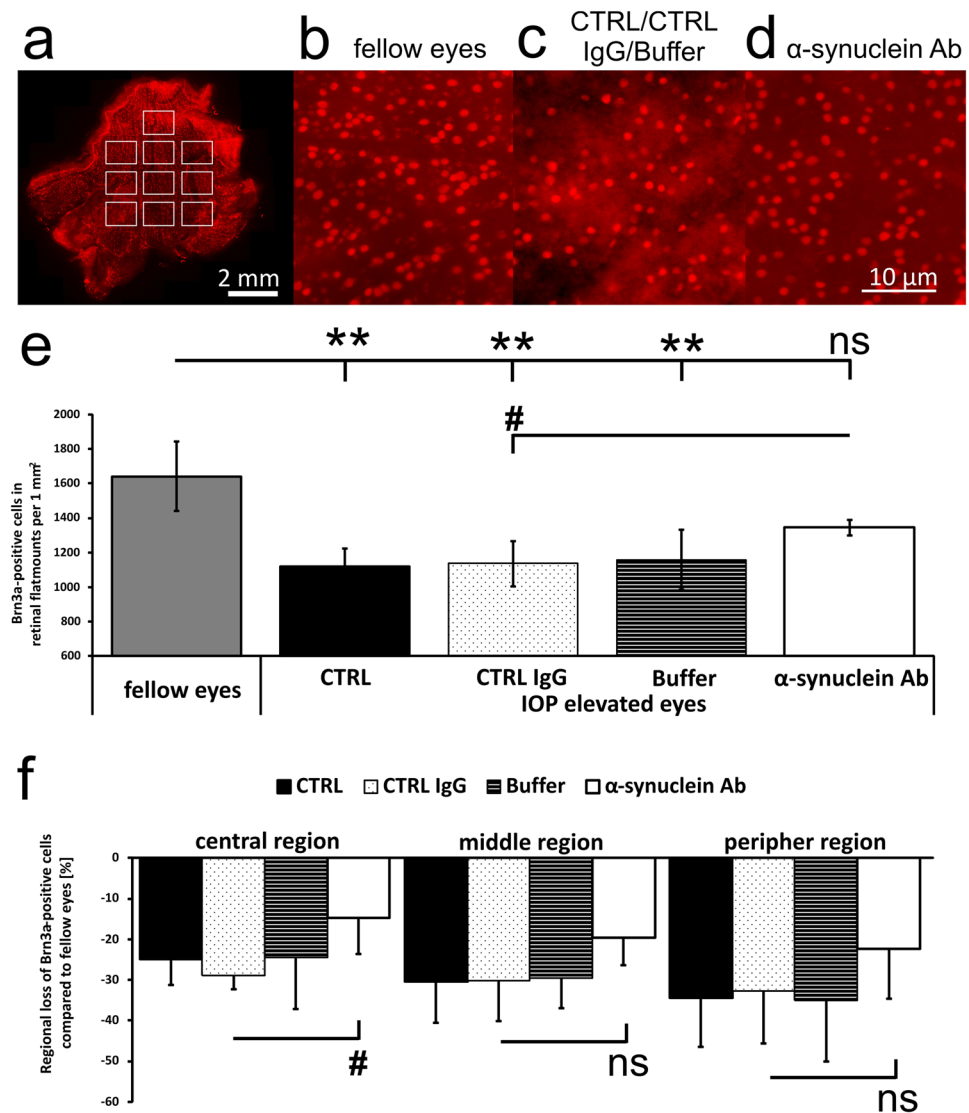 a
b fellow eyes
c CTRL/CTRL
IgG/Buffer
d α-synuclein Ab
2 mm
10 µm
e
** ** ** ns
#
Brn3a-positive cells in
retinal flatmounts per 1 mm²
2000
1800
1600
1400
1200
1000
800
600
fellow eyes
CTRL
CTRL IgG
Buffer
α-synuclein Ab
IOP elevated eyes
f
CTRL CTRL IgG Buffer α-synuclein Ab
central region
middle region
peripher region
Regional loss of Brn3a-positive cells
compared to fellow eyes [%]
0
-10
-20
-30
-40
-50
-60
#
ns
ns